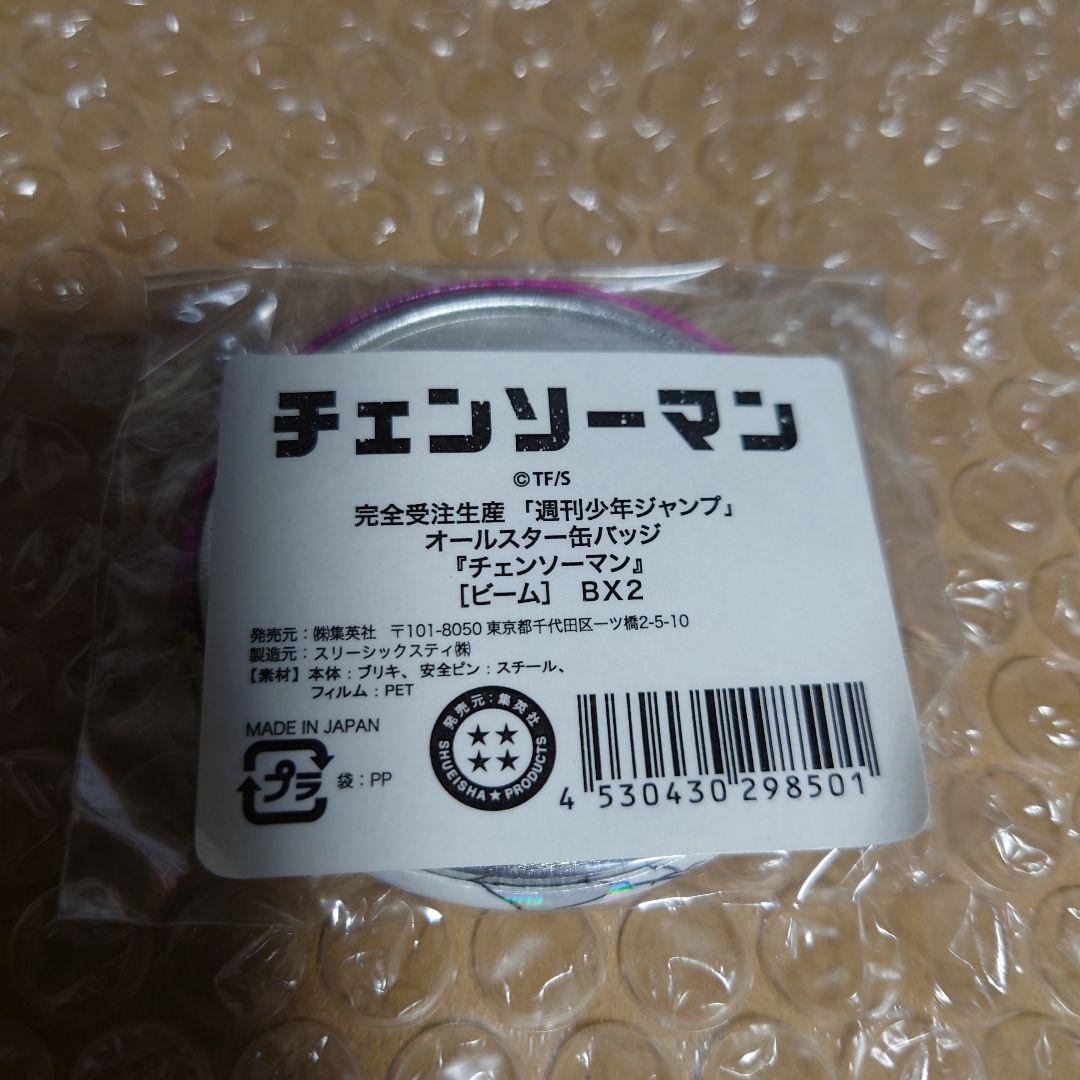 チェンソーマン
©TF/S
完全受注生産 「週刊少年ジャンプ」
オールスター缶バッジ
『チェンソーマン』
[ビーム] BX2
発売元：㈱集英社 〒101-8050 東京都千代田区一ツ橋2-5-10
製造元：スリーシックスティ㈱
【素材】本体：ブリキ、安全ピン：スチール、
フィルム：PET
MADE IN JAPAN
プラ
袋：PP
発売元：集英社
SHUEISHA★PRODUCTS
4 530430 298501